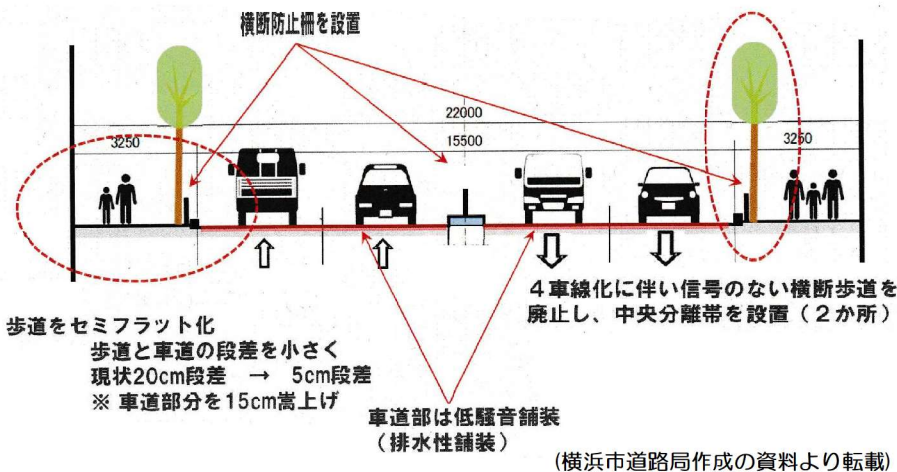 横断防止柵を設置
22000
3250
15500
3250
4車線化に伴い信号のない横断歩道を
廃止し、中央分離帯を設置(2か所)
歩道をセミフラット化
歩道と車道の段差を小さく
現状20cm段差 → 5cm段差
※ 車道部分を15cm嵩上げ
車道部は低騒音舗装
(排水性舗装)
(横浜市道路局作成の資料より転載)